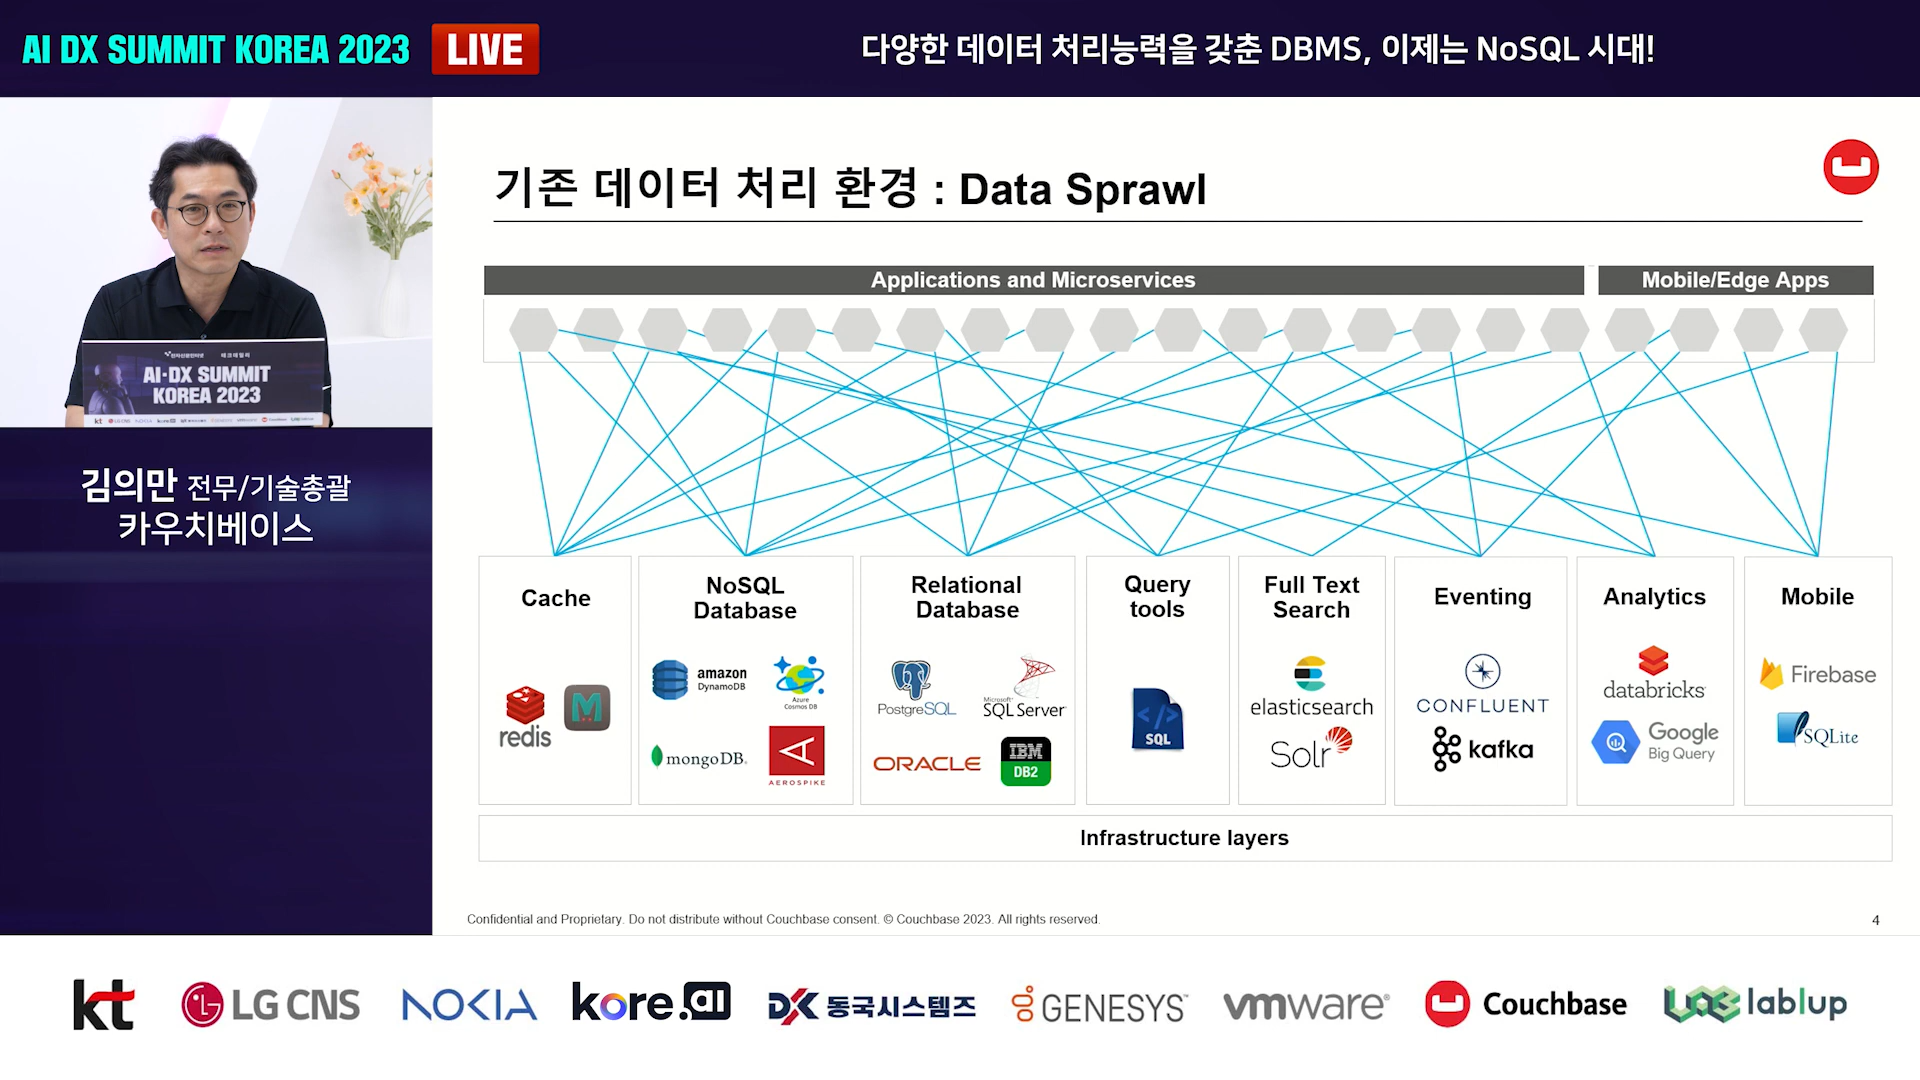 AI DX SUMMIT KOREA 2023
LIVE
다양한 데이터 처리능력을 갖춘 DBMS, 이제는 NoSQL 시대!
AI·DX SUMMIT
KOREA 2023
김의만 전무/기술총괄
카우치베이스
기존 데이터 처리 환경 : Data Sprawl
Applications and Microservices
Mobile/Edge Apps
Cache
redis
M
NoSQL
Database
amazon
DynamoDB
Azure
Cosmos DB
mongoDB.
AEROSPIKE
Relational
Database
PostgreSQL
Microsoft
SQL Server
ORACLE
IBM
DB2
Query
tools
</>
SQL
Full Text
Search
elasticsearch
Solr
Eventing
CONFLUENT
kafka
Analytics
databricks
Google
Big Query
Mobile
Firebase
SQLite
Infrastructure layers
Confidential and Proprietary. Do not distribute without Couchbase consent. © Couchbase 2023. All rights reserved.
4
kt
LG CNS
NOKIA
kore.ai
DK 동국시스템즈
GENESYS™
vmware®
Couchbase
lablup